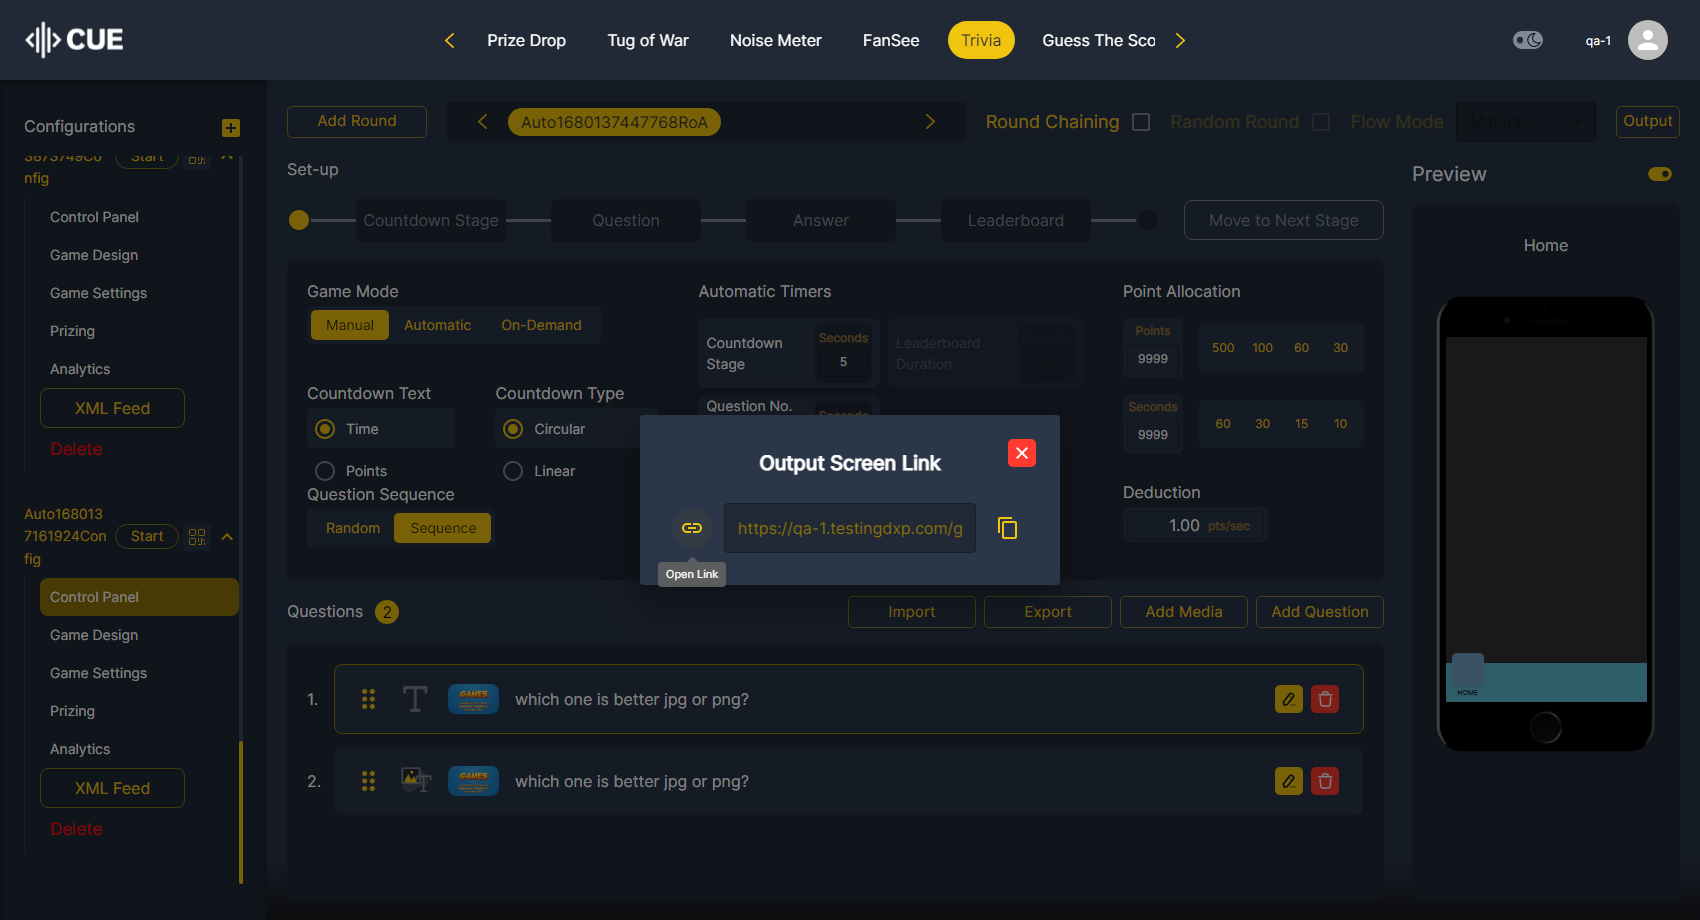 CUE
Prize Drop
Tug of War
Noise Meter
FanSee
Trivia
Guess The Sco
qa-1
Configurations
3873749Co
nfig
Start
Control Panel
Game Design
Game Settings
Prizing
Analytics
XML Feed
Delete
Auto168013
7161924Con
fig
Start
Control Panel
Game Design
Game Settings
Prizing
Analytics
XML Feed
Delete
Add Round
Auto1680137447768RoA
Round Chaining
Random Round
Flow Mode
Manual
Output
Set-up
Countdown Stage
Question
Answer
Leaderboard
Move to Next Stage
Game Mode
Manual
Automatic
On-Demand
Countdown Text
Time
Points
Countdown Type
Circular
Linear
Question Sequence
Random
Sequence
Automatic Timers
Countdown
Stage
Seconds
5
Leaderboard
Duration
Question No.
Seconds
Point Allocation
Points
9999
500
100
60
30
Seconds
9999
60
30
15
10
Deduction
1.00 pts/sec
Output Screen Link
https://qa-1.testingdxp.com/g
Open Link
Questions 2
Import
Export
Add Media
Add Question
1.
GAMES
which one is better jpg or png?
2.
GAMES
which one is better jpg or png?
Preview
Home
HOME